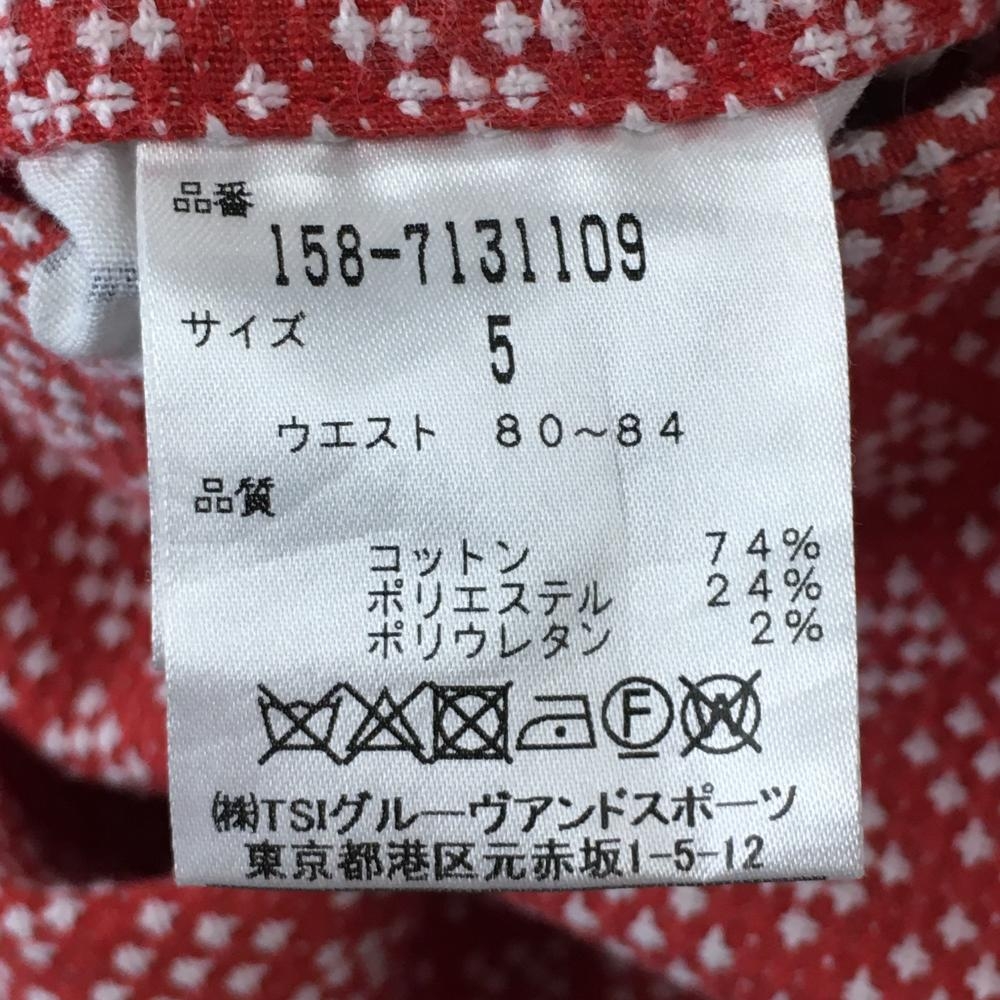 品番
158-7131109
サイズ 5
ウエスト 80~84
品質
コットン 74%
ポリエステル 24%
ポリウレタン 2%
F W
㈱TSIグルーヴアンドスポーツ
東京都港区元赤坂1-5-12